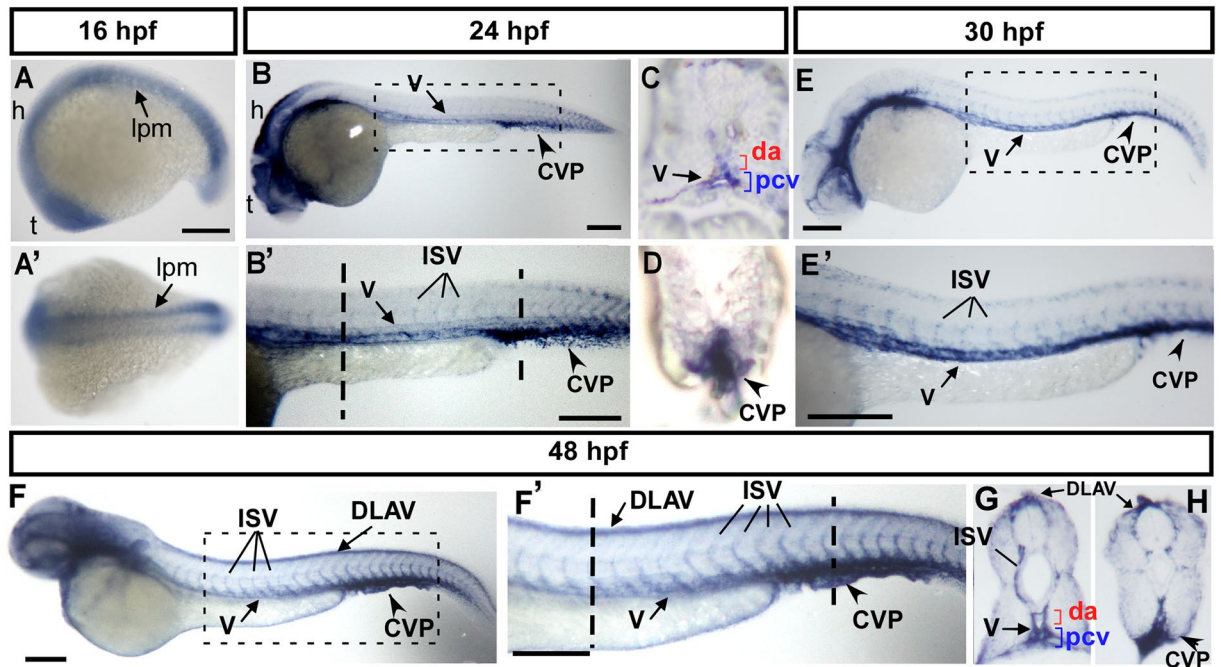 16 hpf
24 hpf
30 hpf
A
h
lpm
t
B
V
h
CVP
t
C
da
V
pcv
E
V
CVP
A'
lpm
B'
ISV
V
CVP
D
CVP
E'
ISV
V
CVP
48 hpf
F
ISV
DLAV
V
CVP
F'
DLAV
ISV
V
CVP
G
DLAV
H
ISV
da
V
pcv
CVP